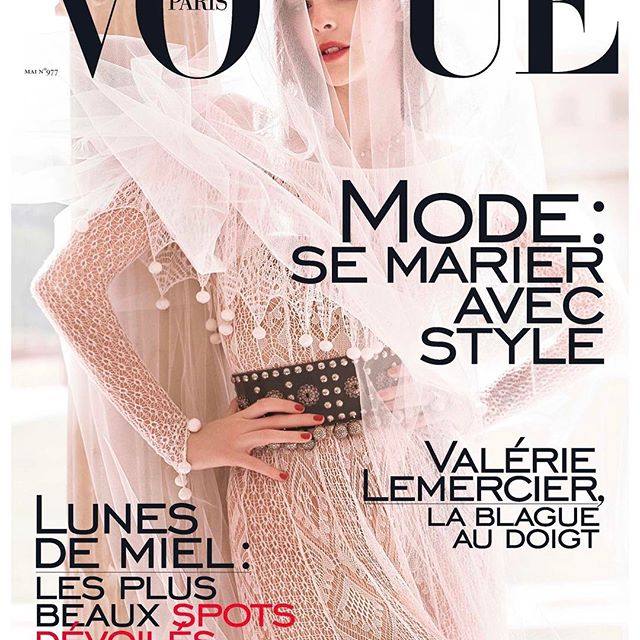 VOGUE
PARIS
MAI N°977
MODE:
SE MARIER
AVEC
STYLE
VALÉRIE
LEMERCIER,
LA BLAGUE
AU DOIGT
LUNES
DE MIEL:
LES PLUS
BEAUX SPOTS
DÉVOILÉS